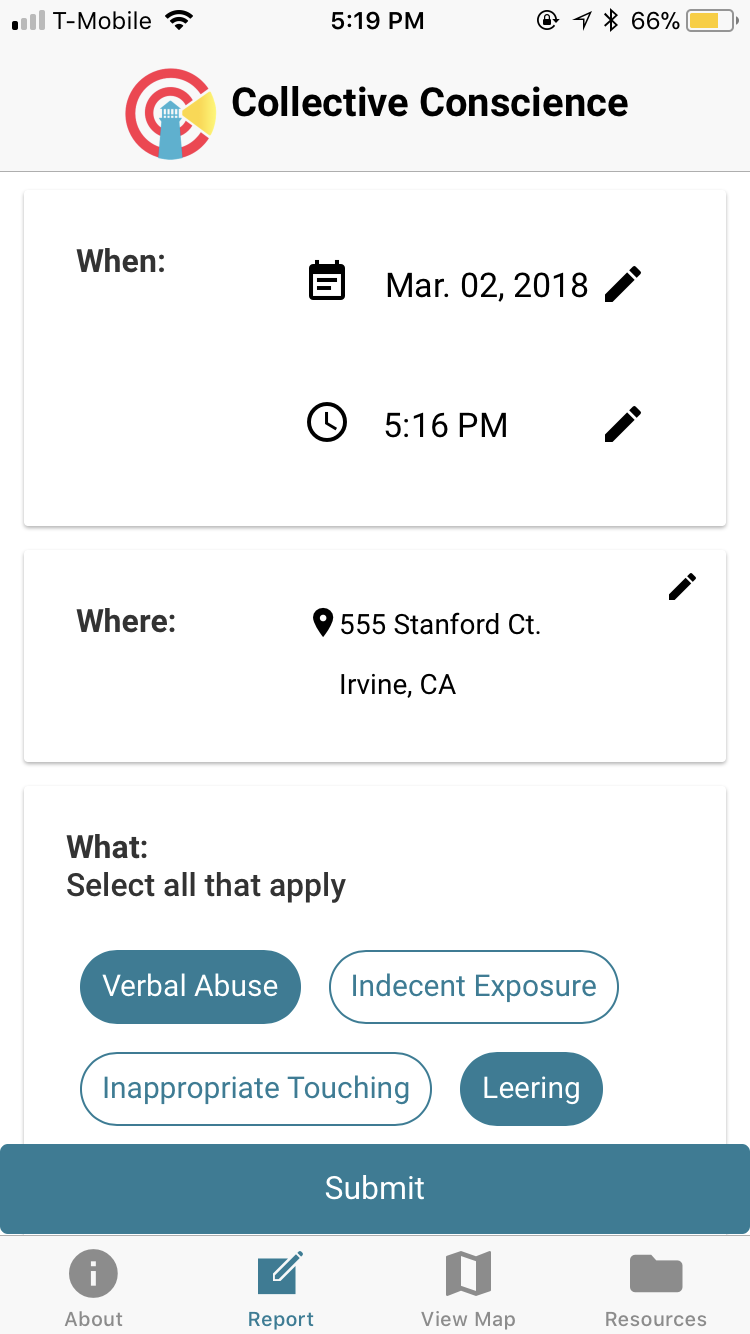 T-Mobile 5:19 PM 66%
Collective Conscience
When:
Mar. 02, 2018
5:16 PM
Where:
555 Stanford Ct.
Irvine, CA
What:
Select all that apply
Verbal Abuse Indecent Exposure
Inappropriate Touching Leering
Submit
About Report View Map Resources